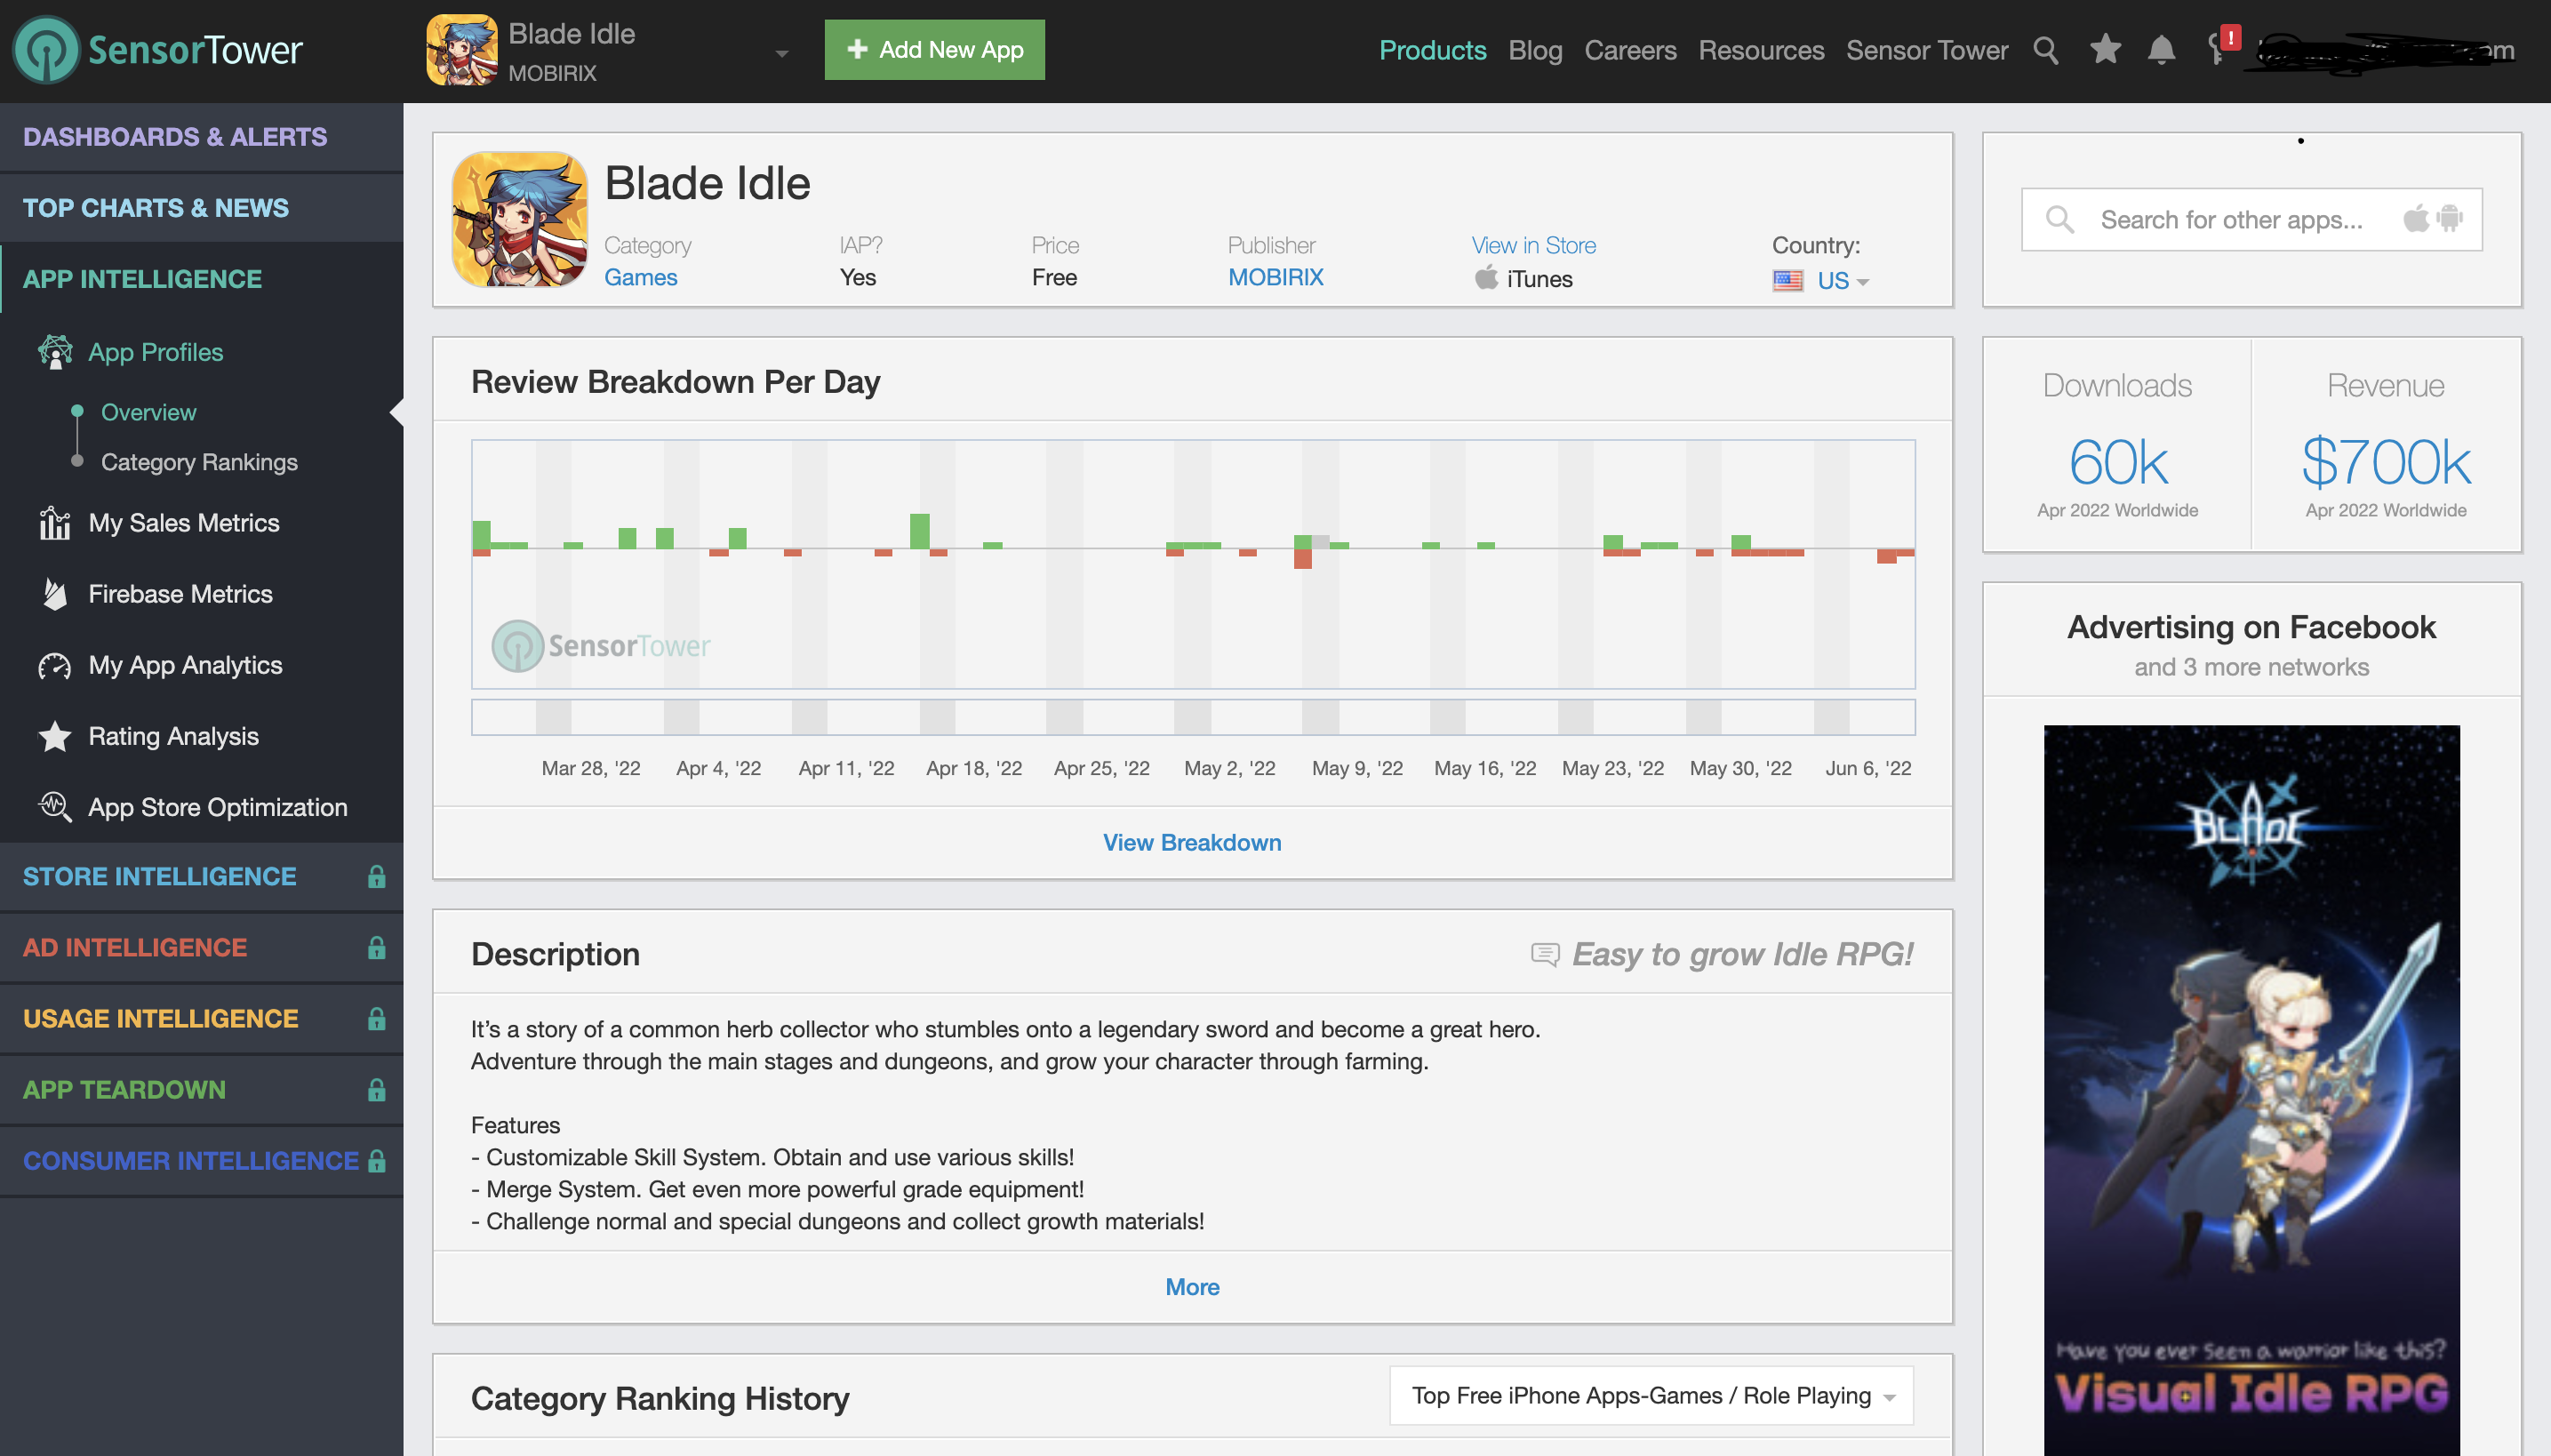 SensorTower
Blade Idle
MOBIRIX
Add New App
Products Blog Careers Resources Sensor Tower
!
DASHBOARDS & ALERTS
TOP CHARTS & NEWS
APP INTELLIGENCE
App Profiles
Overview
Category Rankings
My Sales Metrics
Firebase Metrics
My App Analytics
Rating Analysis
App Store Optimization
STORE INTELLIGENCE
AD INTELLIGENCE
USAGE INTELLIGENCE
APP TEARDOWN
CONSUMER INTELLIGENCE
Blade Idle
Category IAP? Price Publisher View in Store Country:
Games Yes Free MOBIRIX iTunes US
Review Breakdown Per Day
SensorTower
Mar 28, '22 Apr 4, '22 Apr 11, '22 Apr 18, '22 Apr 25, '22 May 2, '22 May 9, '22 May 16, '22 May 23, '22 May 30, '22 Jun 6, '22
View Breakdown
Description
Easy to grow Idle RPG!
It’s a story of a common herb collector who stumbles onto a legendary sword and become a great hero.
Adventure through the main stages and dungeons, and grow your character through farming.
Features
- Customizable Skill System. Obtain and use various skills!
- Merge System. Get even more powerful grade equipment!
- Challenge normal and special dungeons and collect growth materials!
More
Category Ranking History
Top Free iPhone Apps-Games / Role Playing
Search for other apps...
Downloads Revenue
60k $700k
Apr 2022 Worldwide Apr 2022 Worldwide
Advertising on Facebook
and 3 more networks
BLADE
Have you ever seen a warrior like this?
Visual Idle RPG